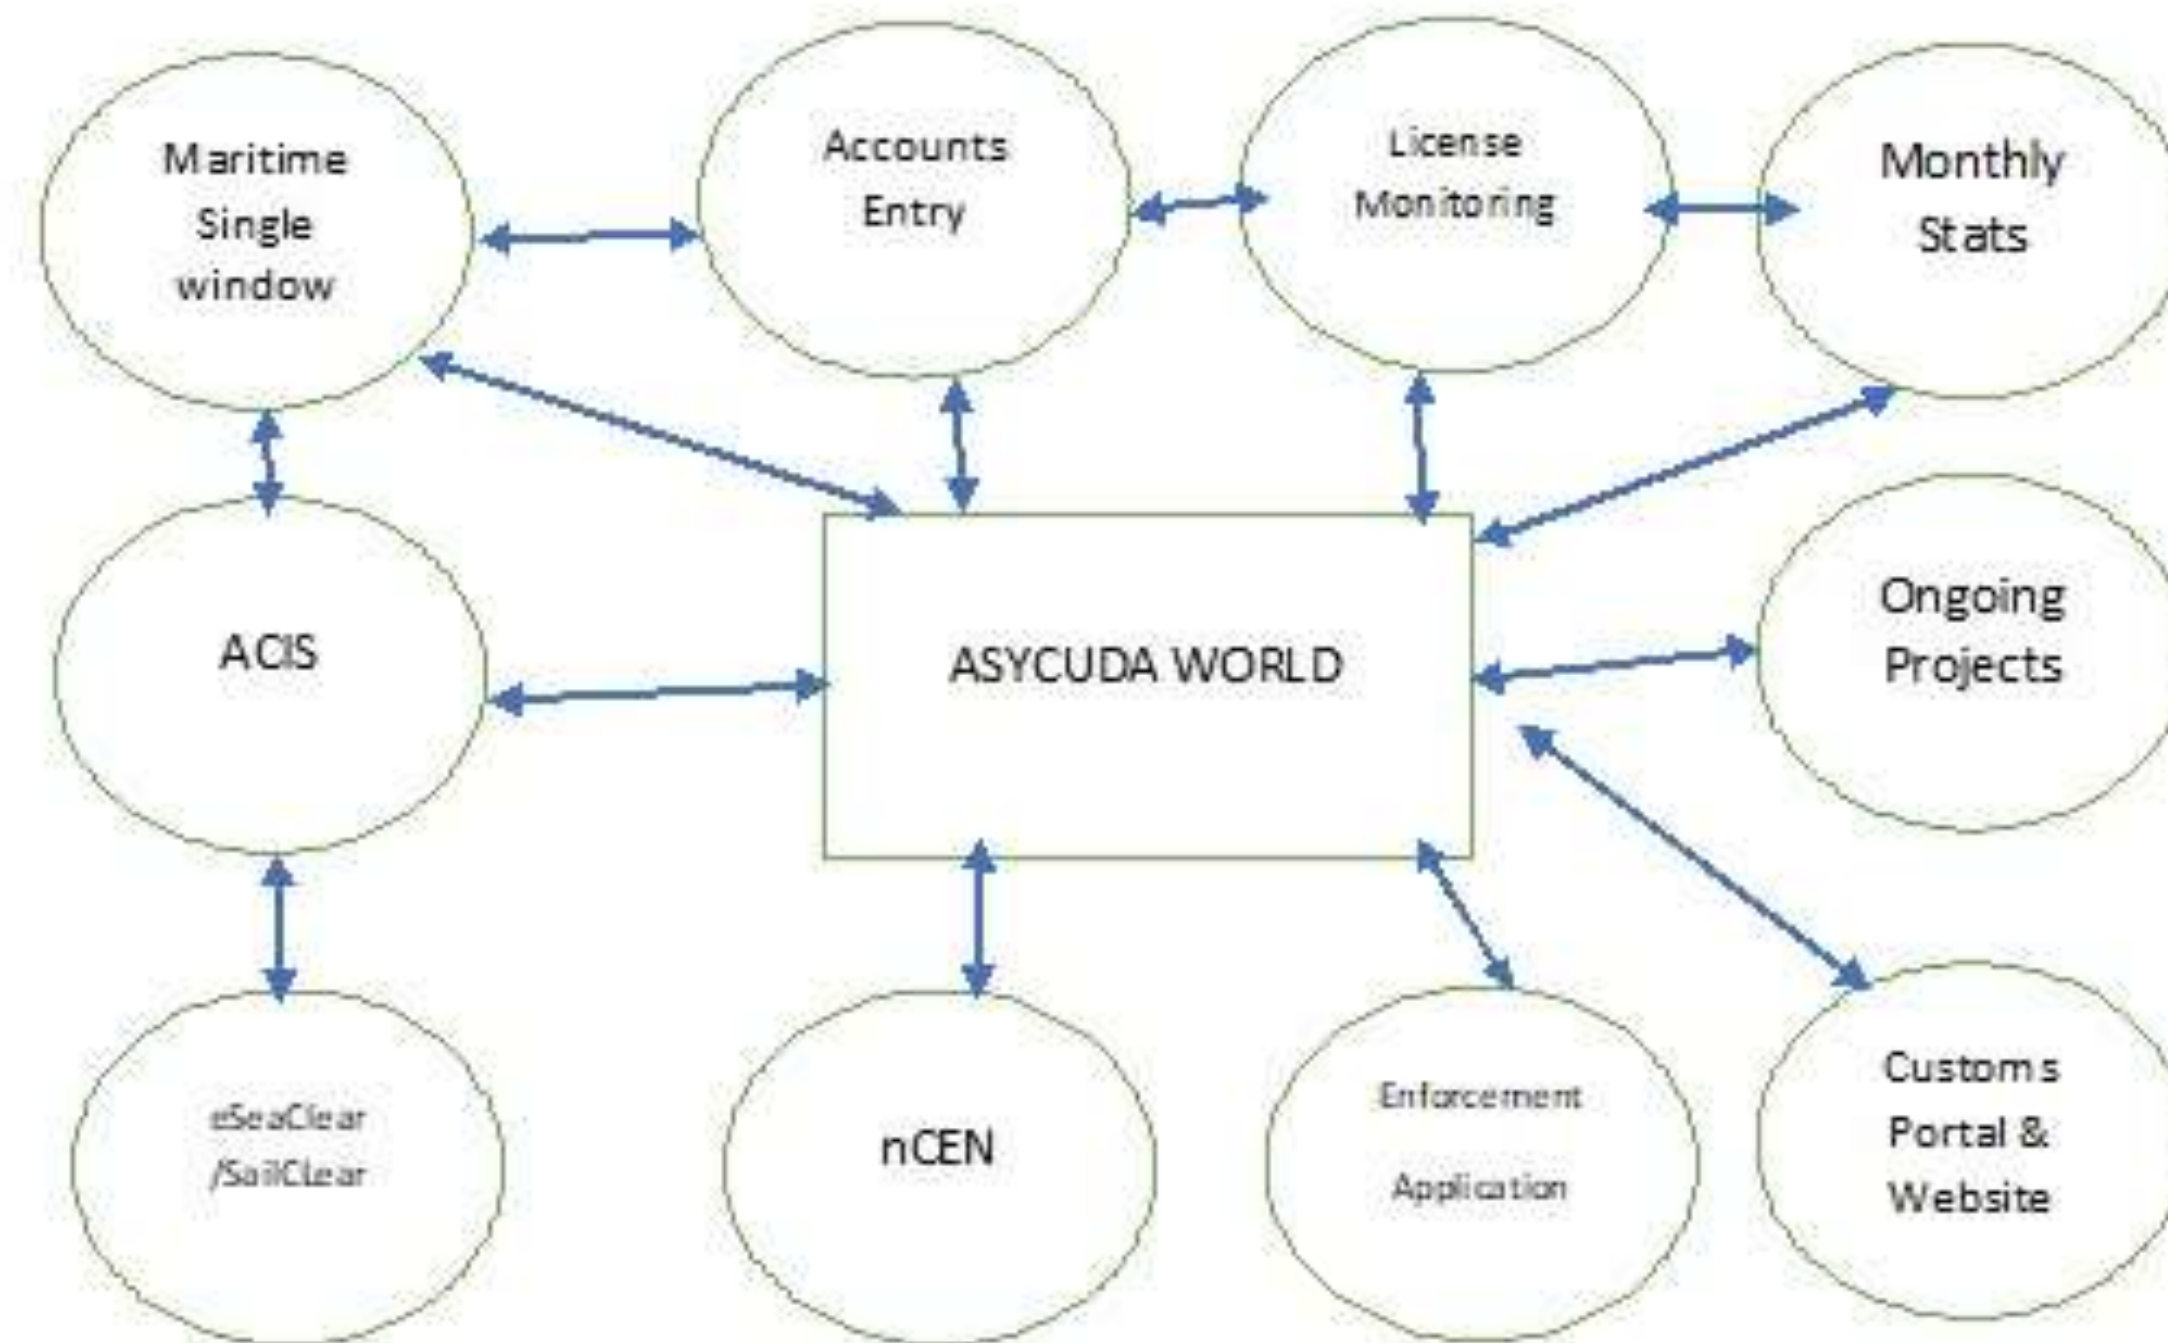 Maritime
Single
window
Accounts
Entry
License
Monitoring
Monthly
Stats
ACIS
ASYCUDA WORLD
Ongoing
Projects
eSeaClear
/SailCLear
nCEN
Enforcement
Application
Customs
Portal &
Website